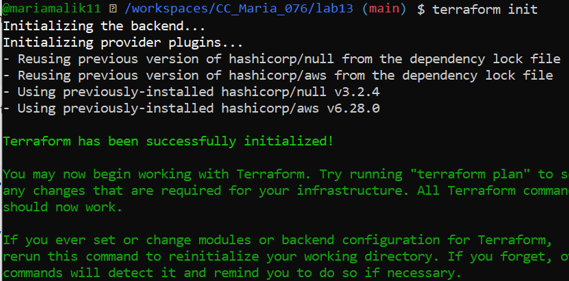 @mariamalik11 /workspaces/CC_Maria_076/lab13 (main) $ terraform init
Initializing the backend...
Initializing provider plugins...
- Reusing previous version of hashicorp/null from the dependency lock file
- Reusing previous version of hashicorp/aws from the dependency lock file
- Using previously-installed hashicorp/null v3.2.4
- Using previously-installed hashicorp/aws v6.28.0
Terraform has been successfully initialized!
You may now begin working with Terraform. Try running "terraform plan" to
any changes that are required for your infrastructure. All Terraform
should now work.
If you ever set or change modules or backend configuration for Terraform,
rerun this command to reinitialize your working directory. If you forget,
commands will detect it and remind you to do so if necessary.